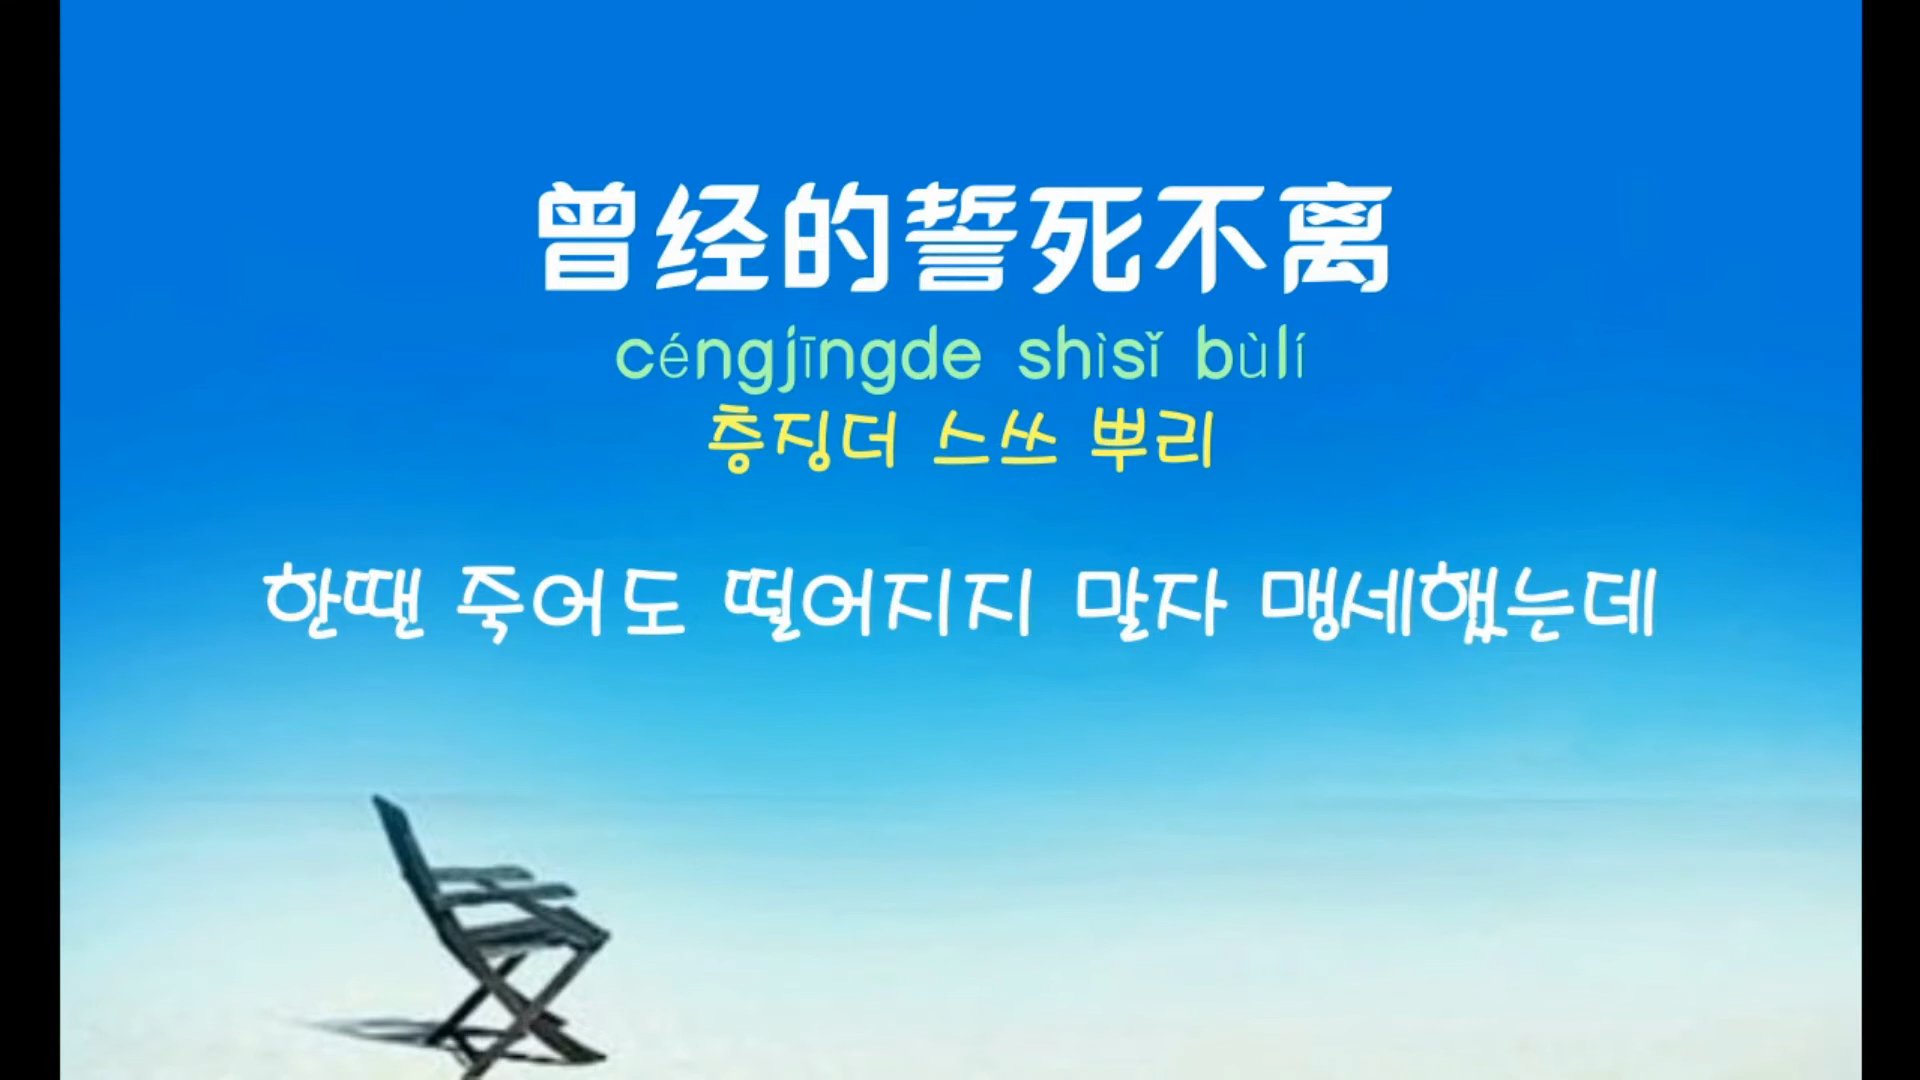 曾经的誓死不离
céngjīngde shìsǐ bùlí
층징더 스쓰 뿌리
한땐 죽어도 떨어지지 말자 맹세했는데